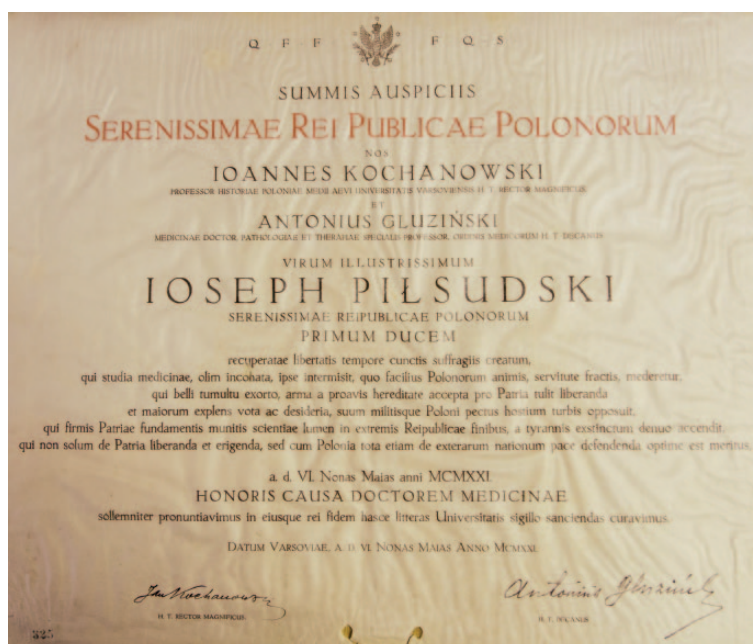 Q F F F Q S
SUMMIS AUSPICIIS
SERENISSIMAE REI PUBLICAE POLONORUM
NOS
IOANNES KOCHANOWSKI
PROFESSOR HISTORIAE POLONIAE MEDII AEVI UNIVERSITATIS VARSOVIENSIS H. T. RECTOR MAGNIFICUS
ET
ANTONIUS GLUZIŃSKI
MEDICINAE DOCTOR, PATHOLOGIAE ET THERAPIAE SPECIALIS PROFESSOR, ORDINIS MEDICORUM H. T. DECANUS
VIRUM ILLUSTRISSIMUM
IOSEPH PIŁSUDSKI
SERENISSIMAE REIPUBLICAE POLONORUM
PRIMUM DUCEM
recuperatae libertatis tempore cunctis suffragiis creatum,
qui studia medicinae, olim incohata, ipse intermisit, quo facilius Polonorum animis, servitute fractis, mederetur,
qui belli tumultu exorto, arma a proavis hereditate accepta pro Patria tulit liberanda
et maiorum explens vota ac desideria, suum militisque Poloni pectus hostium turbis opposuit,
qui firmis Patriae fundamentis munitis scientiae lumen in extremis Reipublicae finibus, a tyrannis exstinctum denuo accendit,
qui non solum de Patria liberanda et erigenda, sed cum Polonia tota etiam de exterarum nationum pace defendenda optime est meritus,
a. d. VI. Nonas Maias anni MCMXXI.
HONORIS CAUSA DOCTOREM MEDICINAE
sollemniter pronuntiavimus in eiusque rei fidem hasce litteras Universitatis sigillo sanciendas curavimus.
DATUM VARSOVIAE, A. D. VI NONAS MAIAS ANNO MCMXXI.
Jan Kochanowski
Antonius Gluziński
H. T. RECTOR MAGNIFICUS.
H. T. DECANUS
325